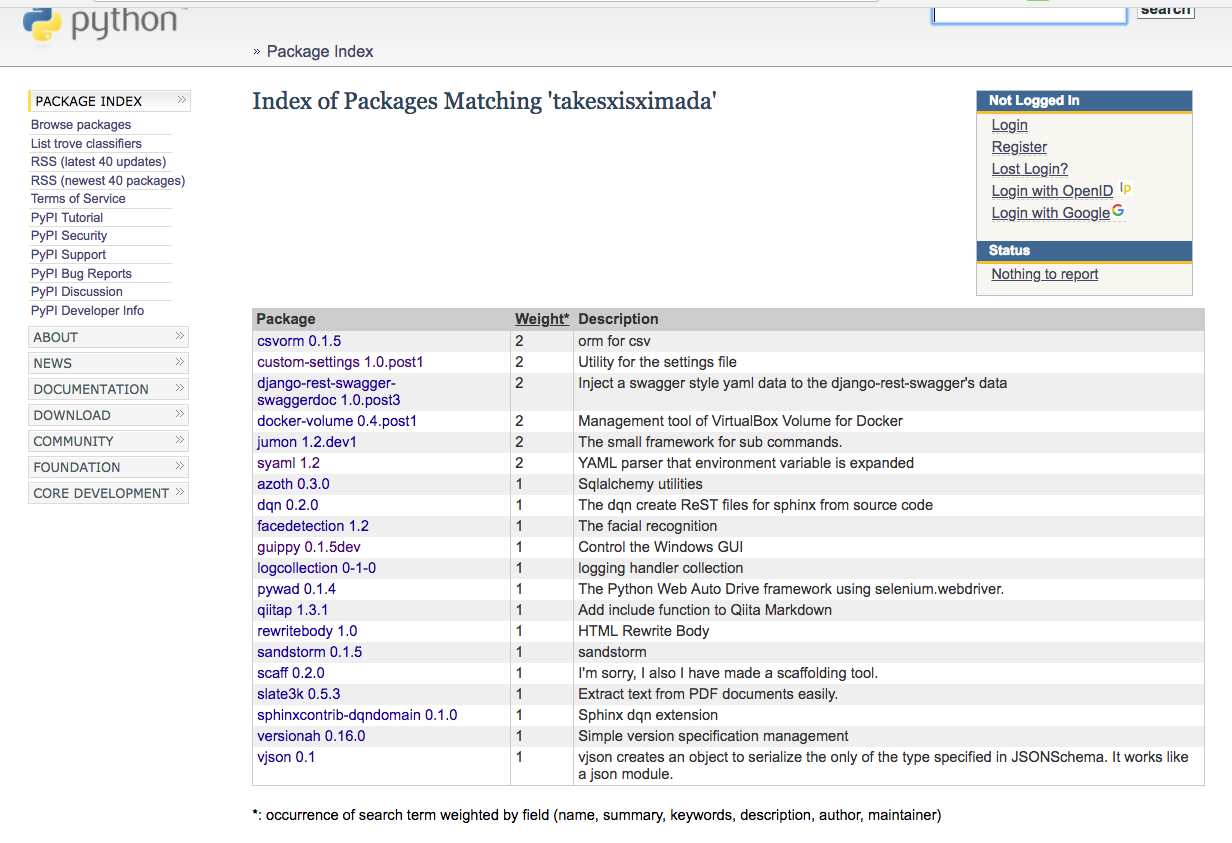 python™
search
» Package Index
PACKAGE INDEX »
Browse packages
List trove classifiers
RSS (latest 40 updates)
RSS (newest 40 packages)
Terms of Service
PyPI Tutorial
PyPI Security
PyPI Support
PyPI Bug Reports
PyPI Discussion
PyPI Developer Info
ABOUT »
NEWS »
DOCUMENTATION »
DOWNLOAD »
COMMUNITY »
FOUNDATION »
CORE DEVELOPMENT »
Index of Packages Matching 'takesxisximada'
Not Logged In
Login
Register
Lost Login?
Login with OpenID lp
Login with Google G
Status
Nothing to report
Package Weight* Description
csvorm 0.1.5 2 orm for csv
custom-settings 1.0.post1 2 Utility for the settings file
django-rest-swagger- 2 Inject a swagger style yaml data to the django-rest-swagger's data
swaggerdoc 1.0.post3
docker-volume 0.4.post1 2 Management tool of VirtualBox Volume for Docker
jumon 1.2.dev1 2 The small framework for sub commands.
syaml 1.2 2 YAML parser that environment variable is expanded
azoth 0.3.0 1 Sqlalchemy utilities
dqn 0.2.0 1 The dqn create ReST files for sphinx from source code
facedetection 1.2 1 The facial recognition
guippy 0.1.5dev 1 Control the Windows GUI
logcollection 0-1-0 1 logging handler collection
pywad 0.1.4 1 The Python Web Auto Drive framework using selenium.webdriver.
qiitap 1.3.1 1 Add include function to Qiita Markdown
rewritebody 1.0 1 HTML Rewrite Body
sandstorm 0.1.5 1 sandstorm
scaff 0.2.0 1 I'm sorry, I also I have made a scaffolding tool.
slate3k 0.5.3 1 Extract text from PDF documents easily.
sphinxcontrib-dqndomain 0.1.0 1 Sphinx dqn extension
versionah 0.16.0 1 Simple version specification management
vjson 0.1 1 vjson creates an object to serialize the only of the type specified in JSONSchema. It works like
a json module.
*: occurrence of search term weighted by field (name, summary, keywords, description, author, maintainer)